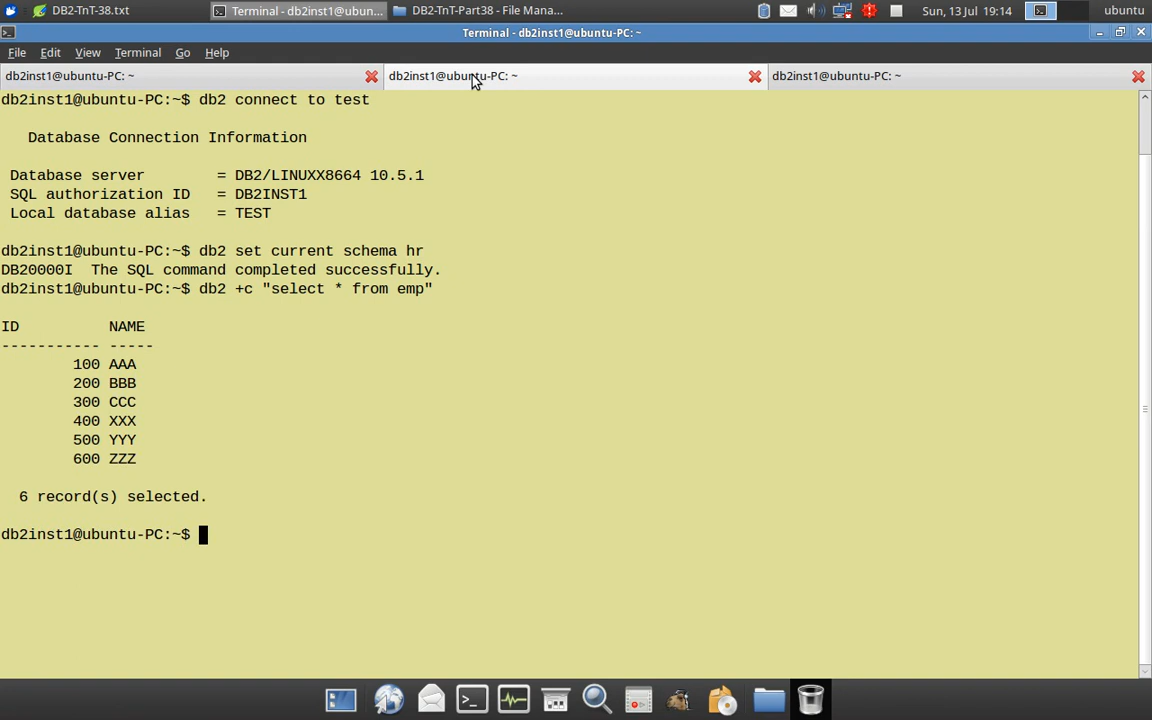 DB2-TnT-38.txt
Terminal - db2inst1@ubun...
DB2-TnT-Part38 - File Mana...
Sun, 13 Jul 19:14
ubuntu
Terminal - db2inst1@ubuntu-PC: ~
File Edit View Terminal Go Help
db2inst1@ubuntu-PC: ~
db2inst1@ubuntu-PC: ~
db2inst1@ubuntu-PC: ~
db2inst1@ubuntu-PC:~$ db2 connect to test
Database Connection Information
Database server = DB2/LINUXX8664 10.5.1
SQL authorization ID = DB2INST1
Local database alias = TEST
db2inst1@ubuntu-PC:~$ db2 set current schema hr
DB20000I The SQL command completed successfully.
db2inst1@ubuntu-PC:~$ db2 +c "select * from emp"
ID NAME
----------- -----
100 AAA
200 BBB
300 CCC
400 XXX
500 YYY
600 ZZZ
6 record(s) selected.
db2inst1@ubuntu-PC:~$